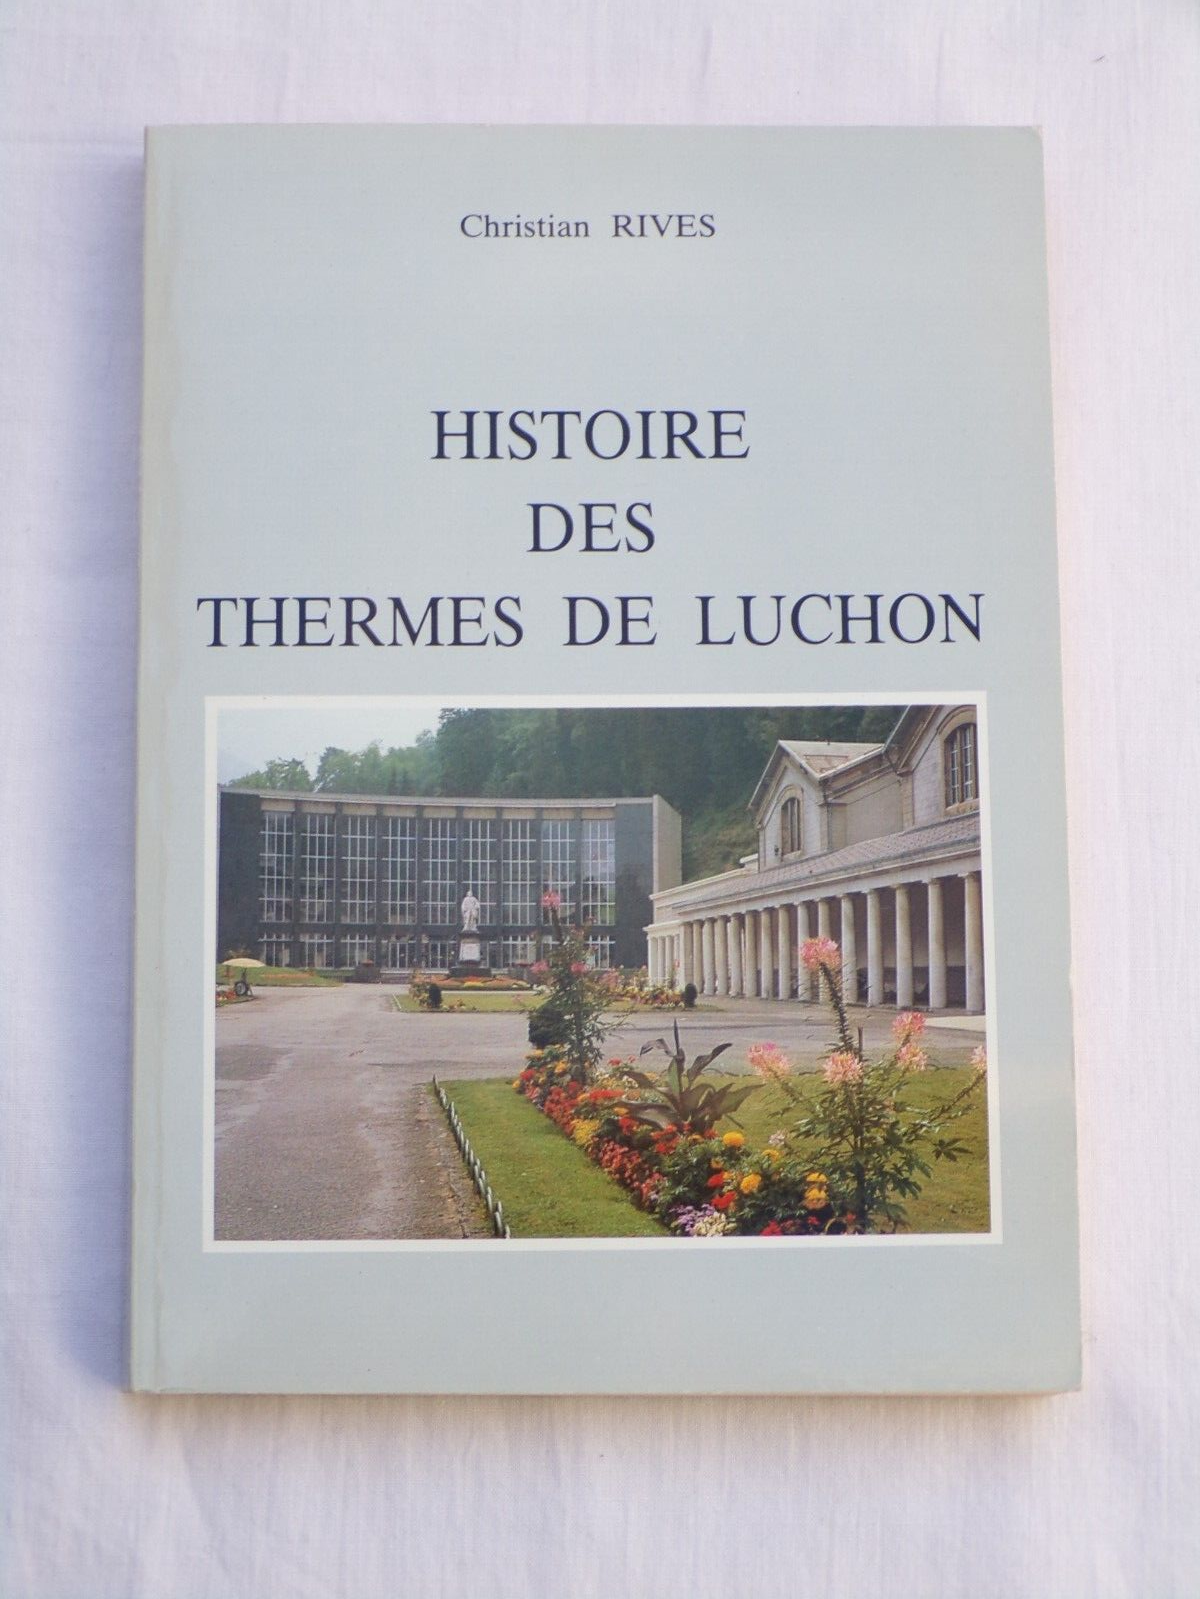 Christian RIVES
HISTOIRE
DES
THERMES DE LUCHON